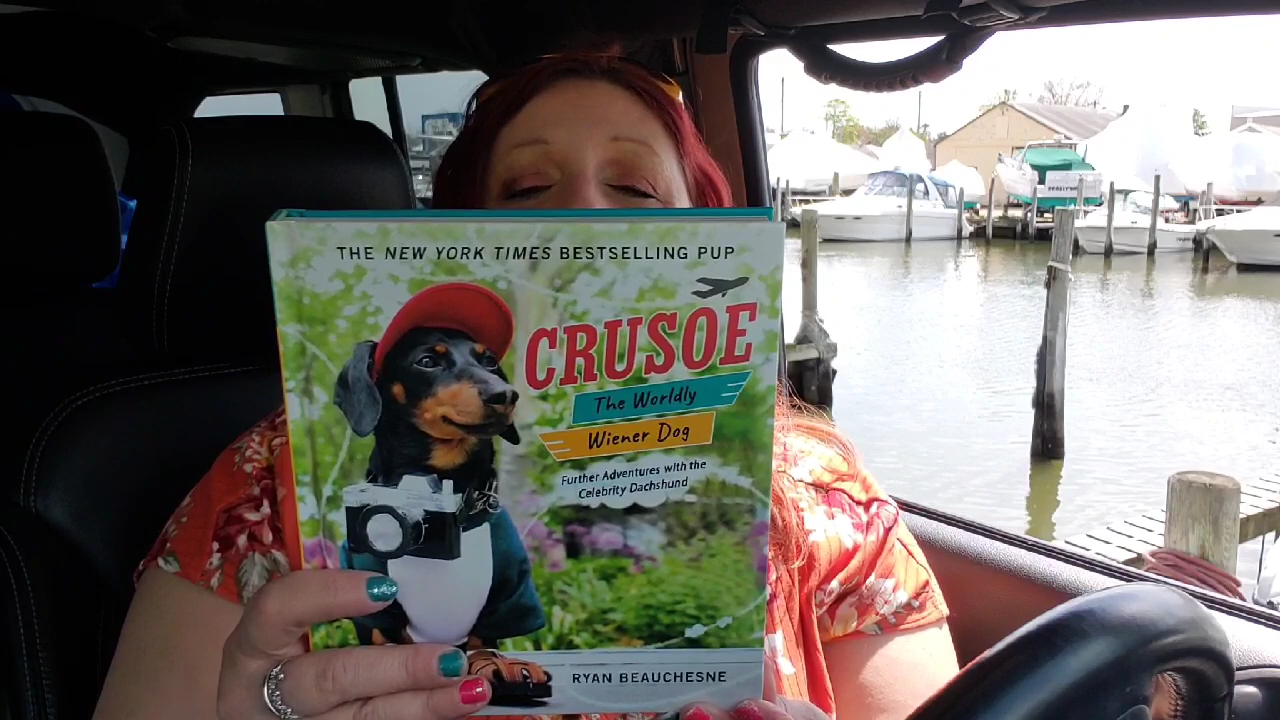 THE NEW YORK TIMES BESTSELLING PUP
CRUSOE
The Worldly
Wiener Dog
Further Adventures with the
Celebrity Dachshund
RYAN BEAUCHESNE